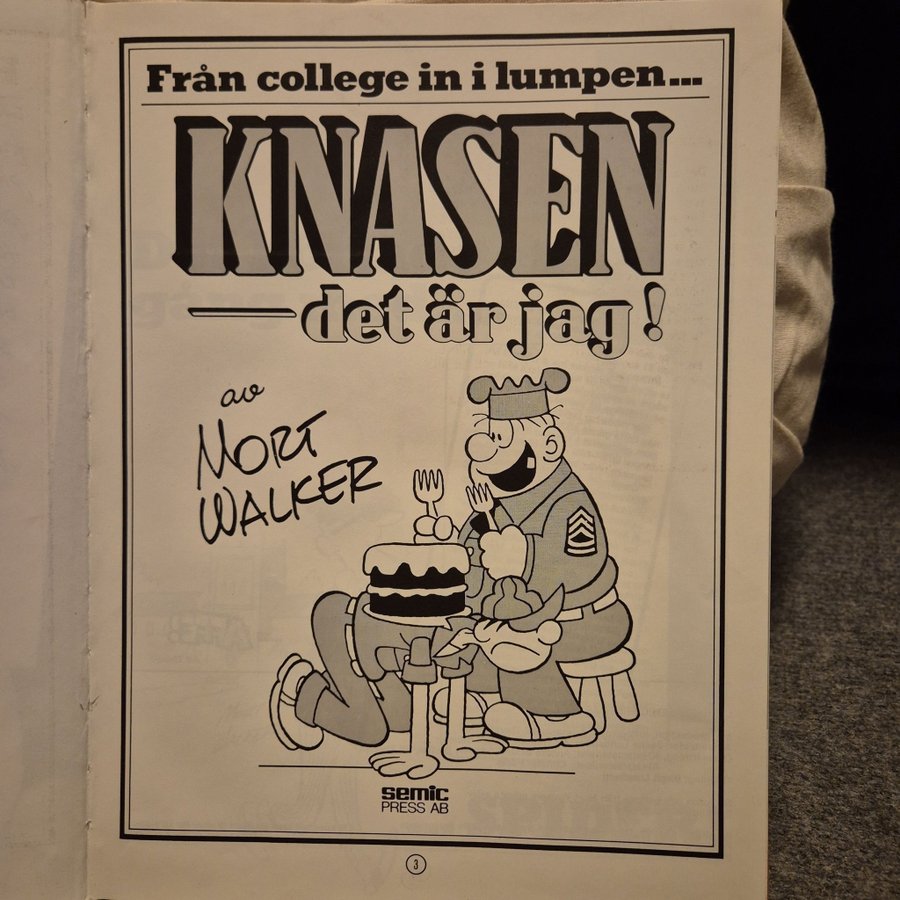 Från college in i lumpen...
KNASEN
—det är jag!
av
MORT
WALKER
semic
PRESS AB
3